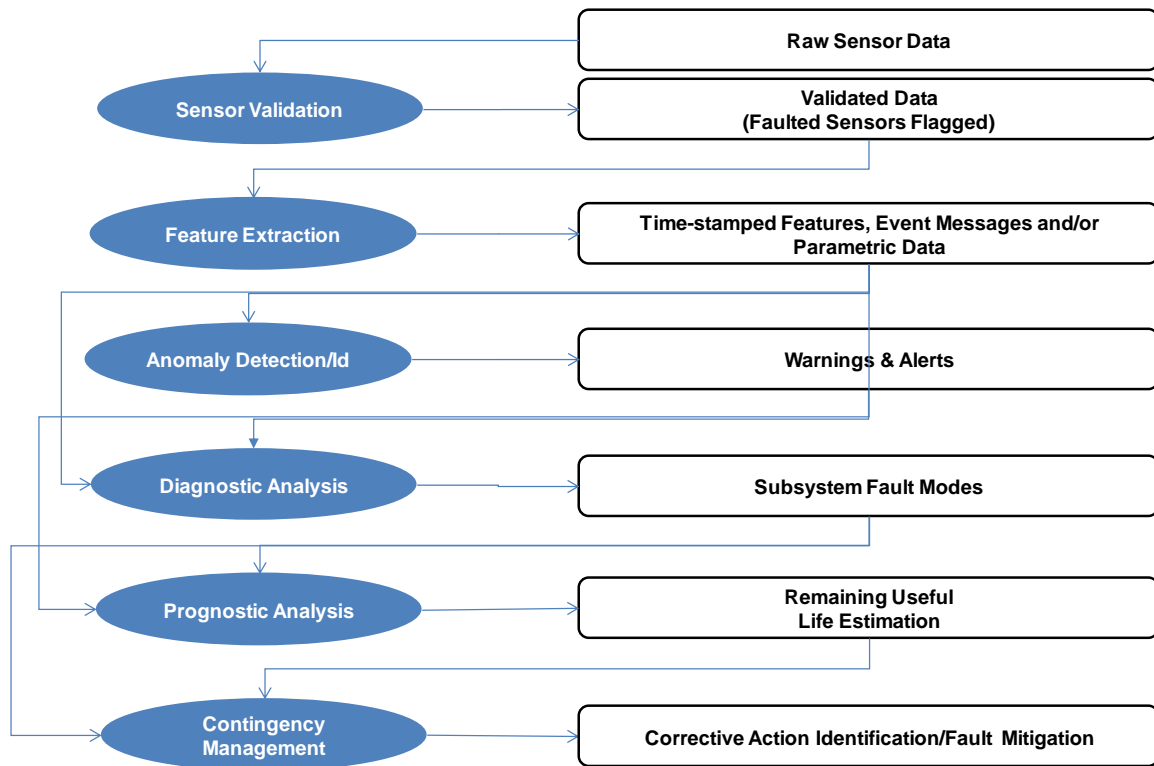 Raw Sensor Data
Sensor Validation
Validated Data
(Faulted Sensors Flagged)
Feature Extraction
Time-stamped Features, Event Messages and/or
Parametric Data
Anomaly Detection/Id
Warnings & Alerts
Diagnostic Analysis
Subsystem Fault Modes
Prognostic Analysis
Remaining Useful
Life Estimation
Contingency
Management
Corrective Action Identification/Fault Mitigation